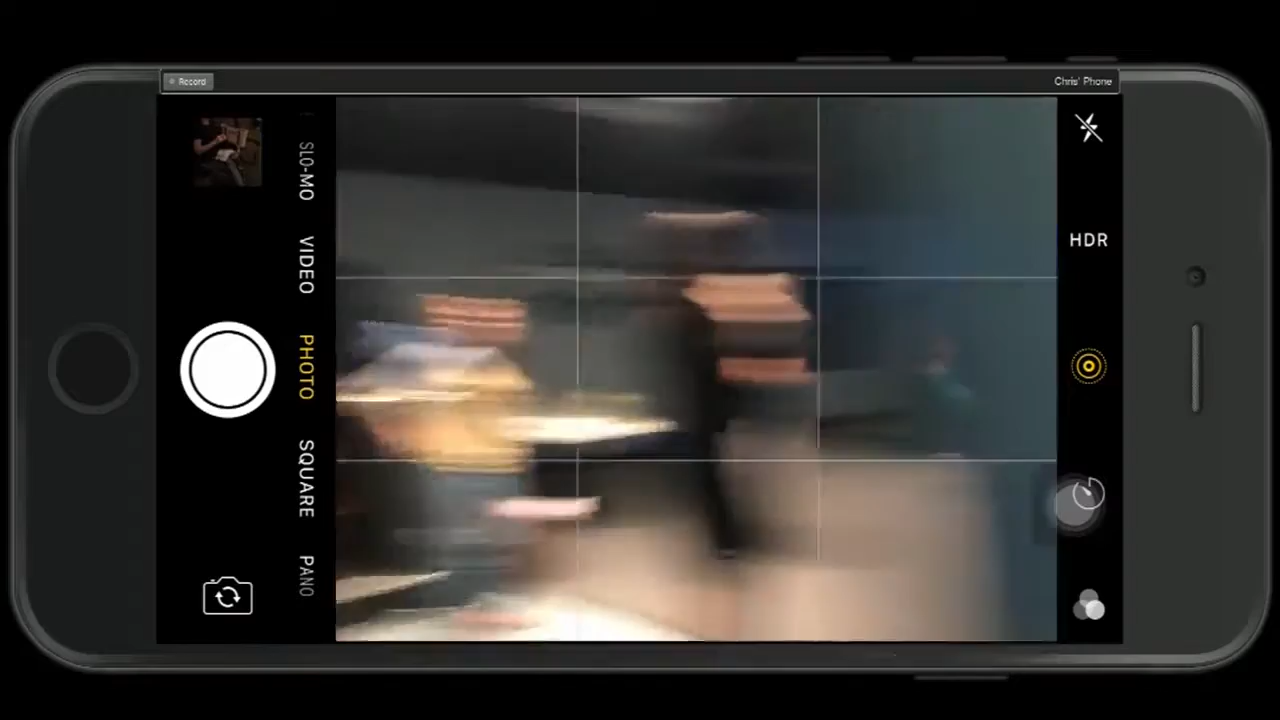 Record
Chris' Phone
SLO-MO
VIDEO
PHOTO
SQUARE
PANO
HDR